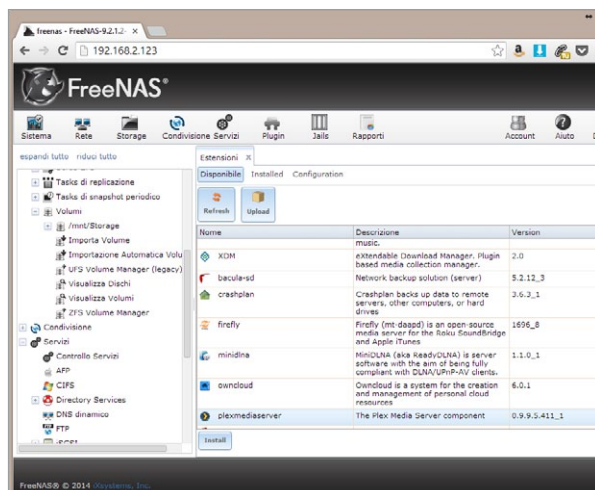 freenas - FreeNAS-9.2.1.2-
192.168.2.123
FreeNAS®
Sistema Rete Storage Condivisione Servizi Plugin Jails Rapporti Account Aiuto
espandi tutto riduci tutto
Tasks di replicazione
Tasks di snapshot periodico
Volumi
/mnt/Storage
Importa Volume
Importazione Automatica Volu
UFS Volume Manager (legacy)
Visualizza Dischi
Visualizza Volumi
ZFS Volume Manager
Condivisione
Servizi
Controllo Servizi
AFP
CIFS
Directory Services
DNS dinamico
FTP
iSCSI
Estensioni
Disponibile Installed Configuration
Refresh Upload
Nome Descrizione Version
music.
XDM eXtendable Download Manager. Plugin 2.0
based media collection manager.
bacula-sd Network backup solution (server) 5.2.12_3
crashplan Crashplan backs up data to remote 3.6.3_1
servers, other computers, or hard
drives
firefly Firefly (mt-daapd) is an open-source 1696_8
media server for the Roku SoundBridge
and Apple iTunes
minidlna MiniDLNA (aka ReadyDLNA) is server 1.1.0_1
software with the aim of being fully
compliant with DLNA/UPnP-AV clients.
owncloud Owncloud is a system for the creation 6.0.1
and management of personal cloud
resources
plexmediaserver The Plex Media Server component 0.9.9.5.411_1
Install
FreeNAS® © 2014 iXsystems, Inc.